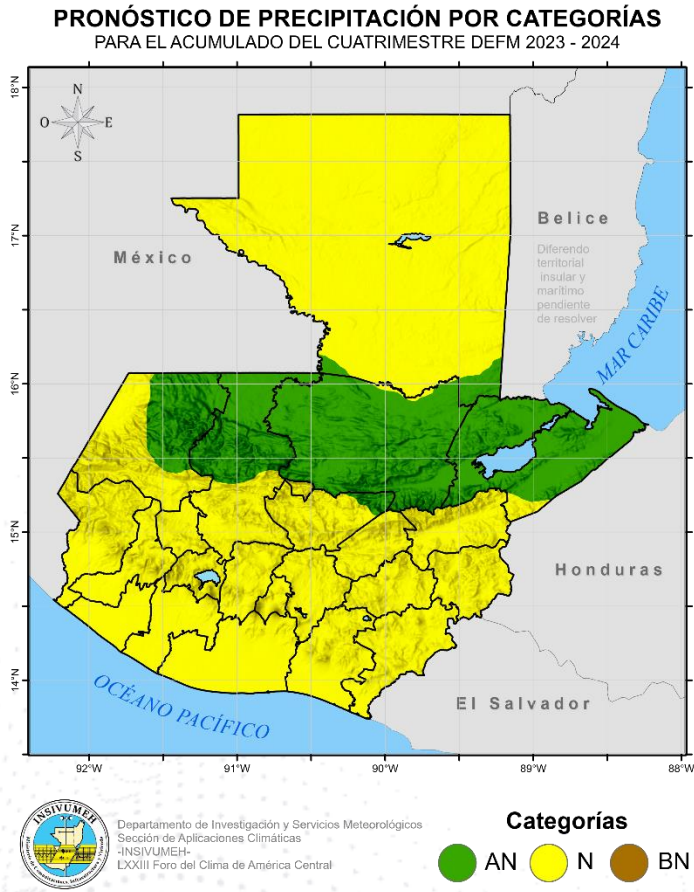 PRONÓSTICO DE PRECIPITACIÓN POR CATEGORÍAS
PARA EL ACUMULADO DEL CUATRIMESTRE DEFM 2023 - 2024
18°N
N
O
E
S
17°N
Belice
México
Diferendo
territorial
insular y
marítimo
pendiente
de resolver
MAR CARIBE
16°N
15°N
Honduras
14°N
OCÉANO PACÍFICO
El Salvador
92°W
91°W
90°W
89°W
88°W
INSIVUMEH
Departamento de Investigación y Servicios Meteorológicos
Sección de Aplicaciones Climáticas
-INSIVUMEH-
LXXIII Foro del Clima de América Central
Categorías
AN
N
BN